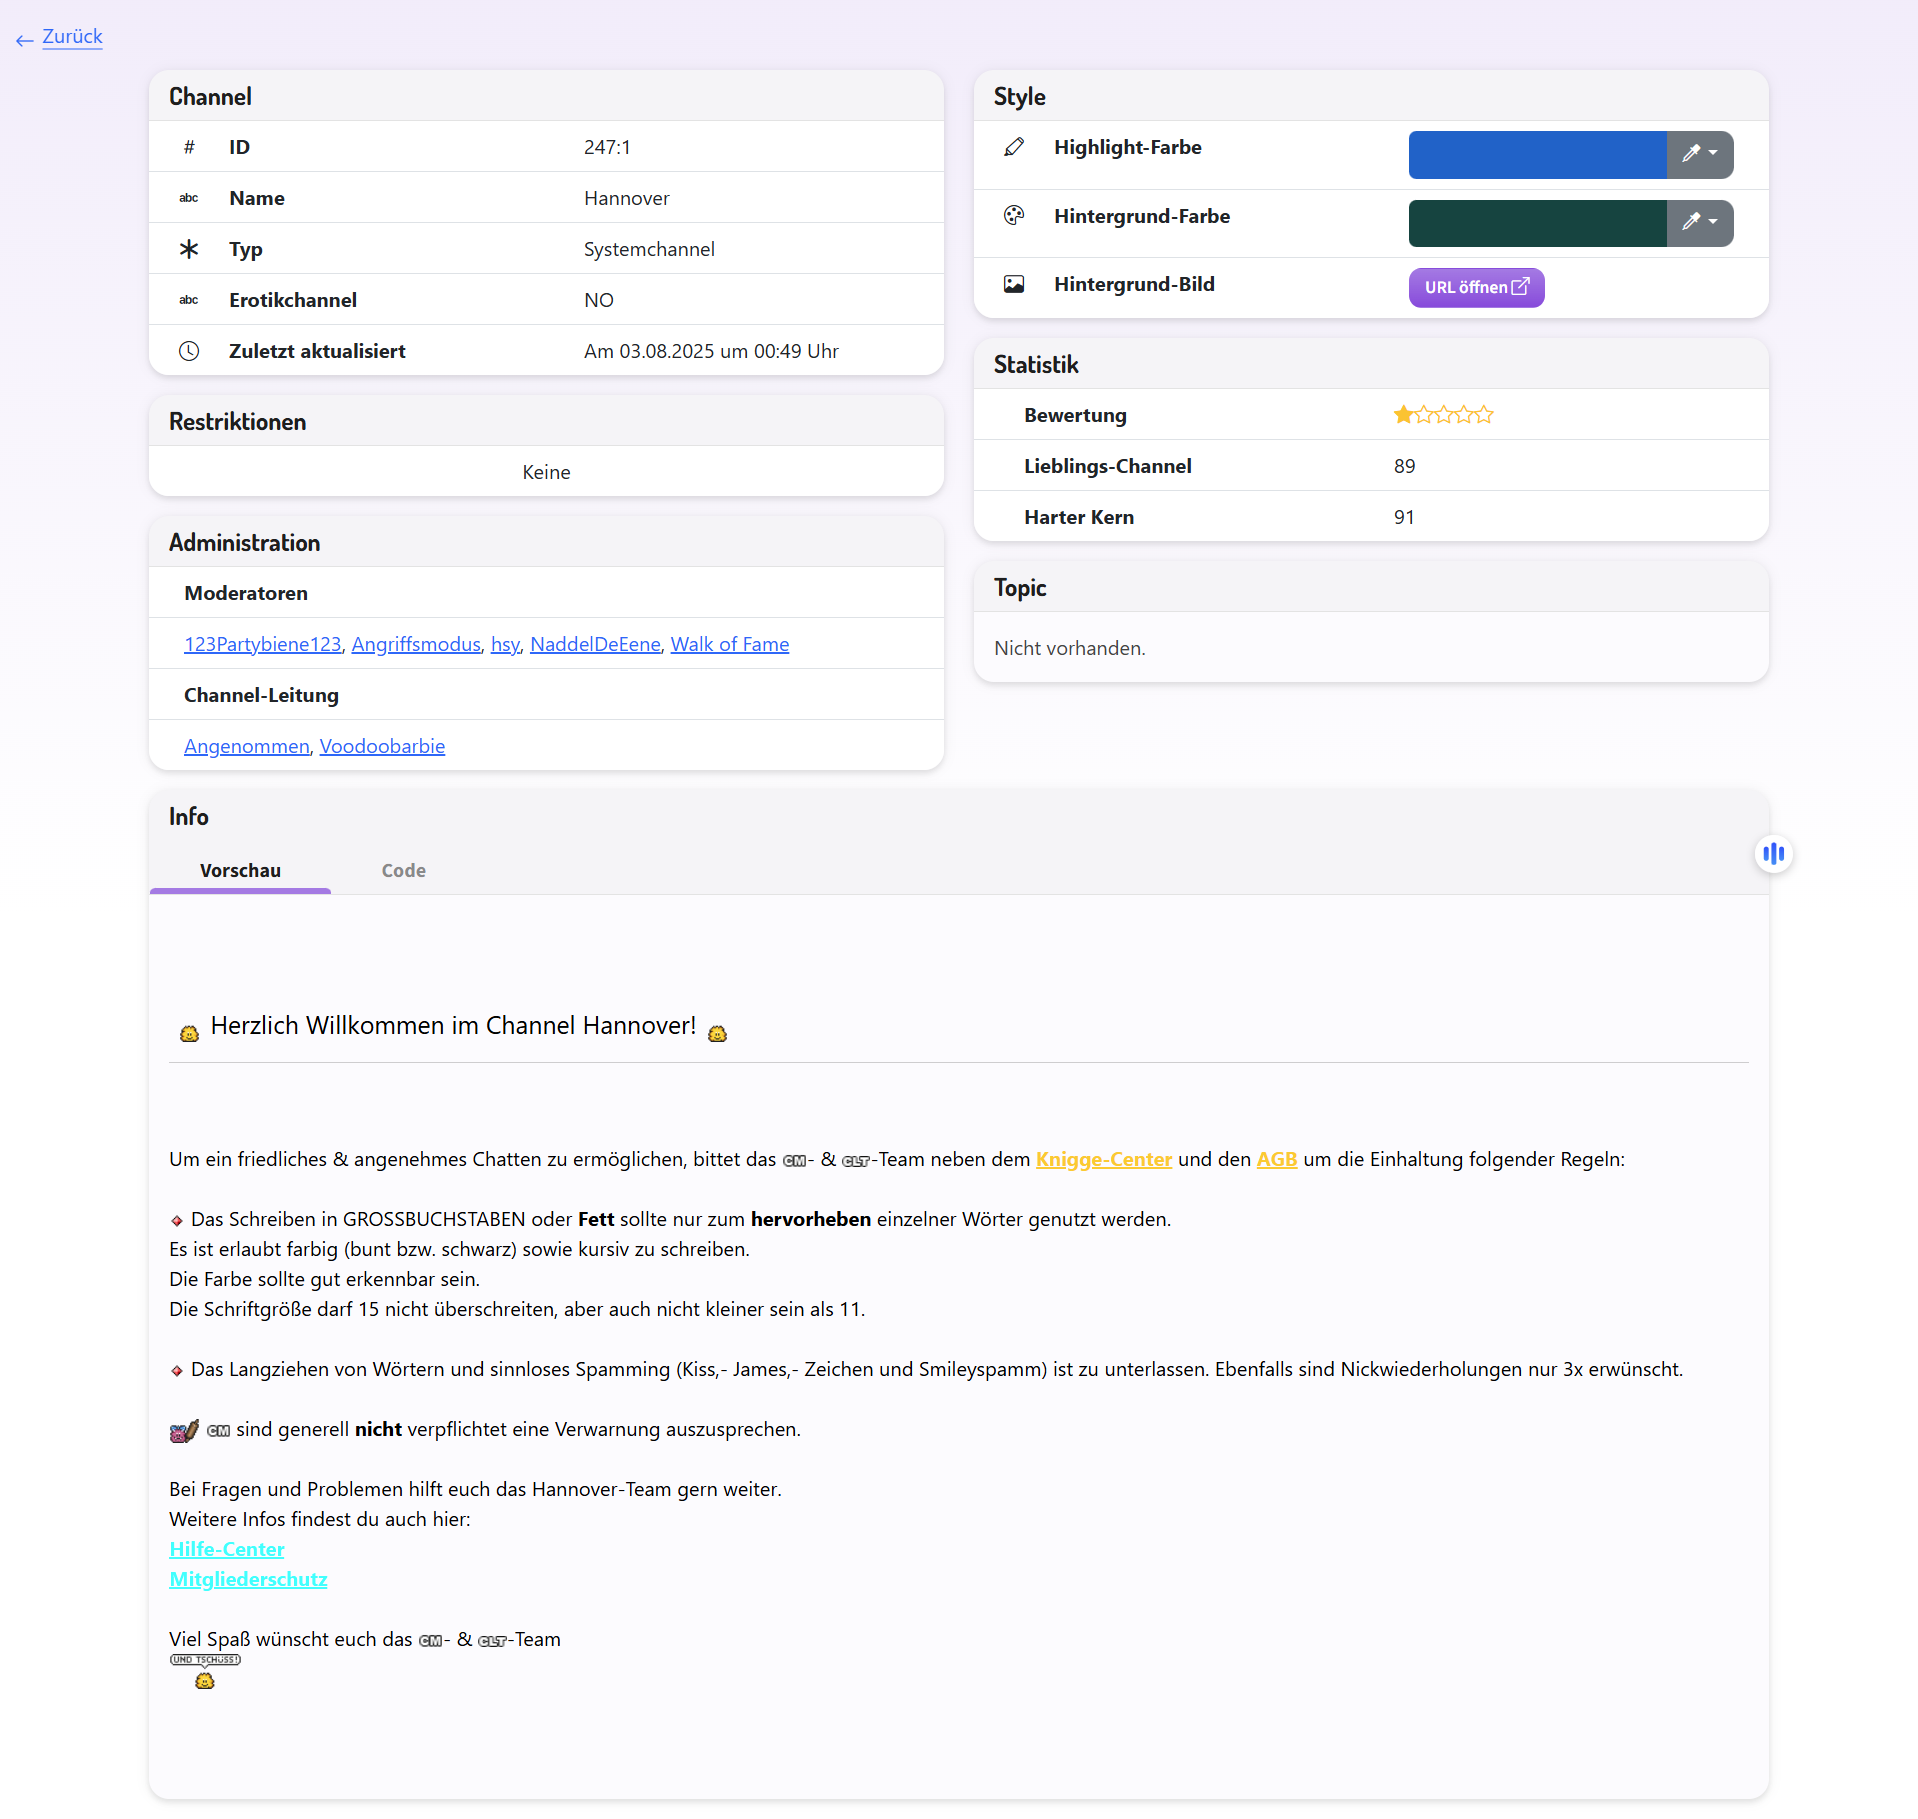 Zurück
Channel
# ID 247:1
abc Name Hannover
Typ Systemchannel
abc Erotikchannel NO
Zuletzt aktualisiert Am 03.08.2025 um 00:49 Uhr
Restriktionen
Keine
Administration
Moderatoren
123Partybiene123, Angriffsmodus, hsy, NaddelDeEene, Walk of Fame
Channel-Leitung
Angenommen, Voodoobarbie
Style
Highlight-Farbe
Hintergrund-Farbe
Hintergrund-Bild URL öffnen
Statistik
Bewertung
Lieblings-Channel 89
Harter Kern 91
Topic
Nicht vorhanden.
Info
Vorschau Code
Herzlich Willkommen im Channel Hannover!
Um ein friedliches & angenehmes Chatten zu ermöglichen, bittet das CM- & CLT-Team neben dem Knigge-Center und den AGB um die Einhaltung folgender Regeln:
Das Schreiben in GROSSBUCHSTABEN oder Fett sollte nur zum hervorheben einzelner Wörter genutzt werden.
Es ist erlaubt farbig (bunt bzw. schwarz) sowie kursiv zu schreiben.
Die Farbe sollte gut erkennbar sein.
Die Schriftgröße darf 15 nicht überschreiten, aber auch nicht kleiner sein als 11.
Das Langziehen von Wörtern und sinnloses Spamming (Kiss,- James,- Zeichen und Smileyspamm) ist zu unterlassen. Ebenfalls sind Nickwiederholungen nur 3x erwünscht.
CM sind generell nicht verpflichtet eine Verwarnung auszusprechen.
Bei Fragen und Problemen hilft euch das Hannover-Team gern weiter.
Weitere Infos findest du auch hier:
Hilfe-Center
Mitgliederschutz
Viel Spaß wünscht euch das CM- & CLT-Team
UND TSCHÜSS!